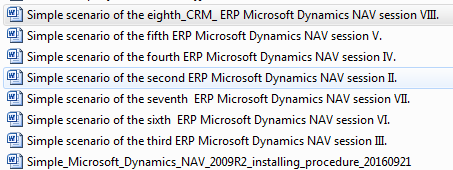 Simple scenario of the eighth_CRM_ ERP Microsoft Dynamics NAV session VIII.
Simple scenario of the fifth ERP Microsoft Dynamics NAV session V.
Simple scenario of the fourth ERP Microsoft Dynamics NAV session IV.
Simple scenario of the second ERP Microsoft Dynamics NAV session II.
Simple scenario of the seventh  ERP Microsoft Dynamics NAV session VII.
Simple scenario of the sixth  ERP Microsoft Dynamics NAV session VI.
Simple scenario of the third ERP Microsoft Dynamics NAV session III.
Simple_Microsoft_Dynamics_NAV_2009R2_installing_procedure_20160921